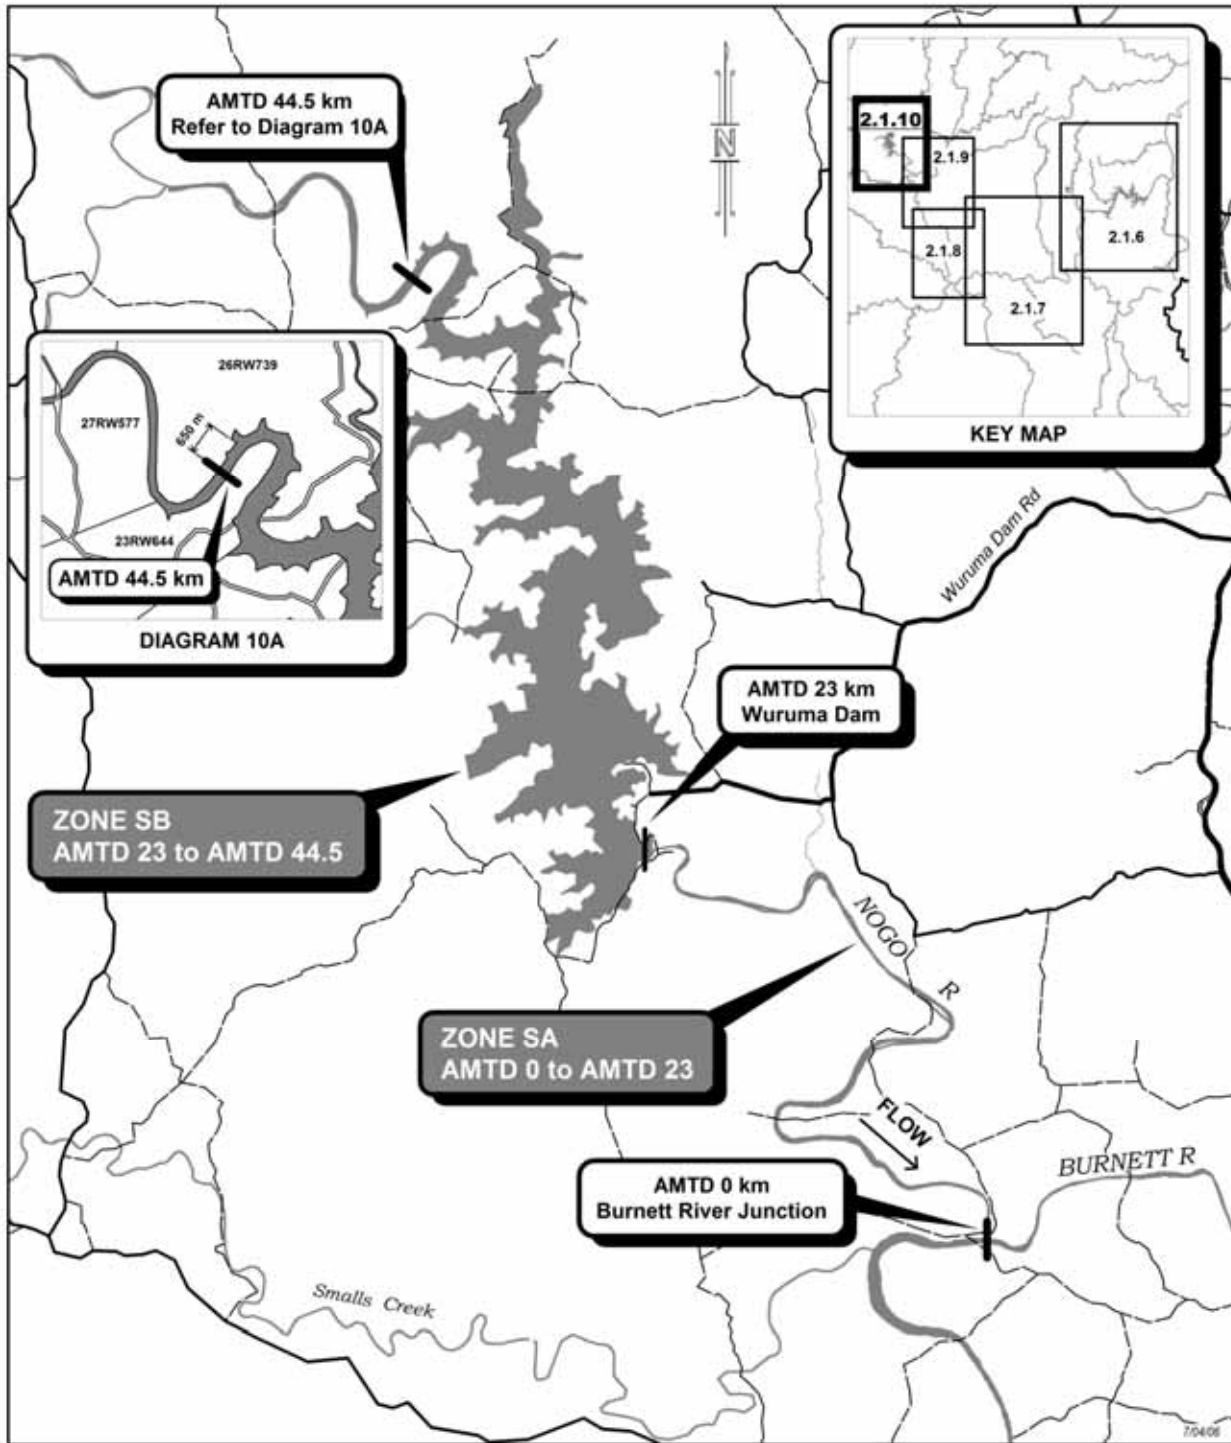 AMTD 44.5 km
Refer to Diagram 10A
N
2.1.10
2.1.9
2.1.8
2.1.6
2.1.7
KEY MAP
26RW739
27RW577
650 m
23RW644
AMTD 44.5 km
DIAGRAM 10A
Wuruma Dam Rd
AMTD 23 km
Wuruma Dam
ZONE SB
AMTD 23 to AMTD 44.5
NOGO R
ZONE SA
AMTD 0 to AMTD 23
FLOW
BURNETT R
AMTD 0 km
Burnett River Junction
Smalls Creek
7/04/06